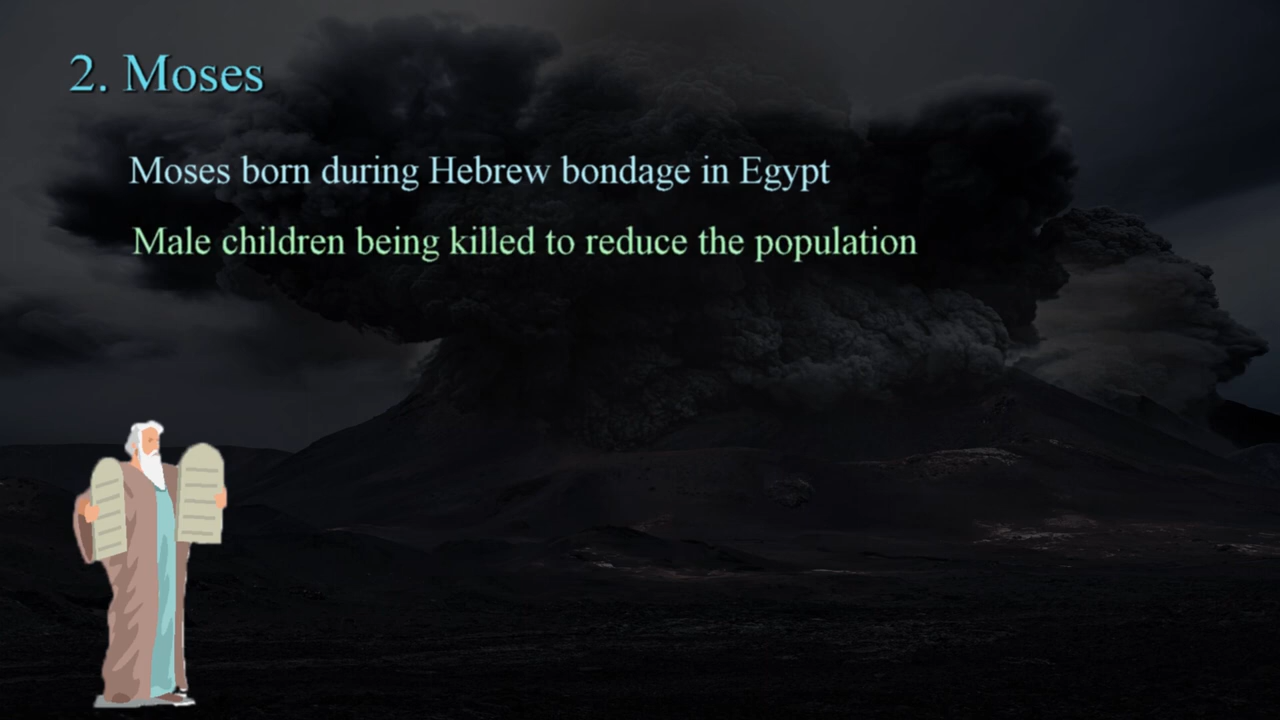 2. Moses
Moses born during Hebrew bondage in Egypt
Male children being killed to reduce the population